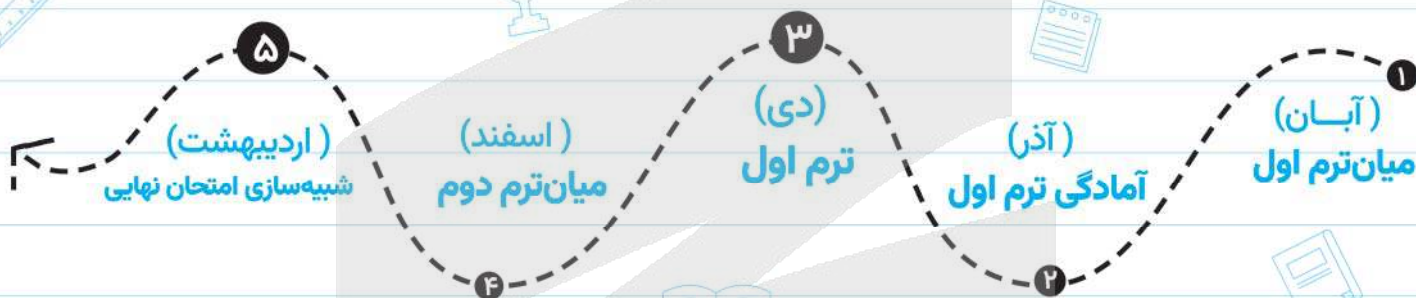 ۱
( آبــان)
میان‌ترم اول
۲
( آذر)
آمادگی ترم اول
۳
(دی)
ترم اول
۴
( اسفند)
میان‌ترم دوم
۵
( اردیبهشت)
شبیه‌سازی امتحان نهایی